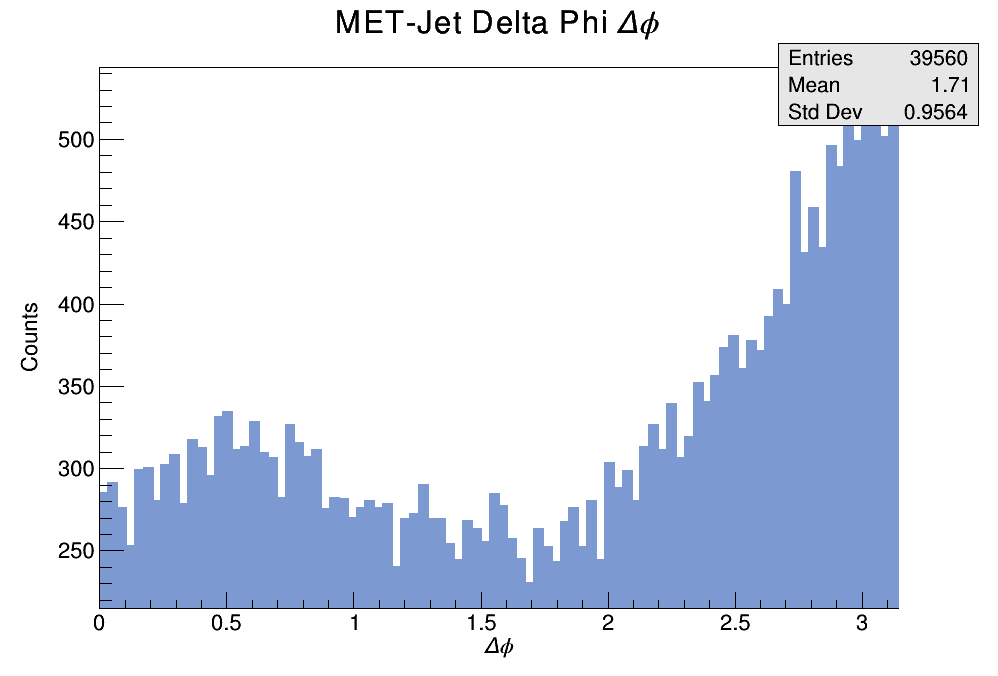 MET-Jet Delta Phi Δϕ
Entries 39560
Mean 1.71
Std Dev 0.9564
500
450
400
350
300
250
Counts
0 0.5 1 1.5 2 2.5 3
Δϕ